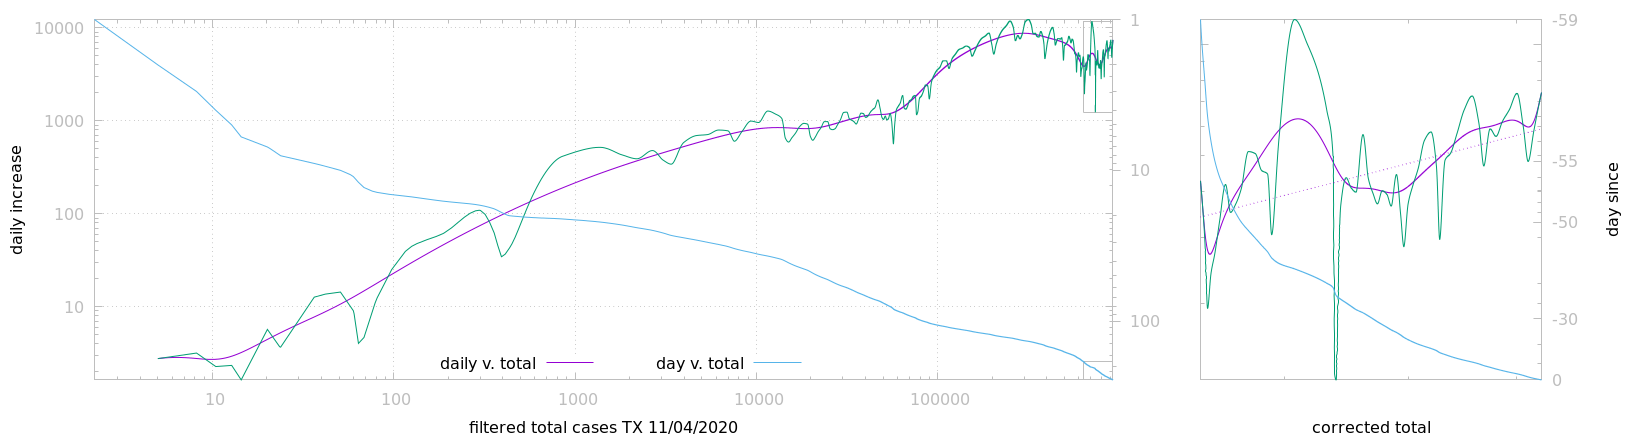 10000
1000
100
10
daily increase
10
100
1000
10000
100000
filtered total cases TX 11/04/2020
daily v. total
day v. total
1
10
100
-59
-55
-50
-30
0
day since
corrected total